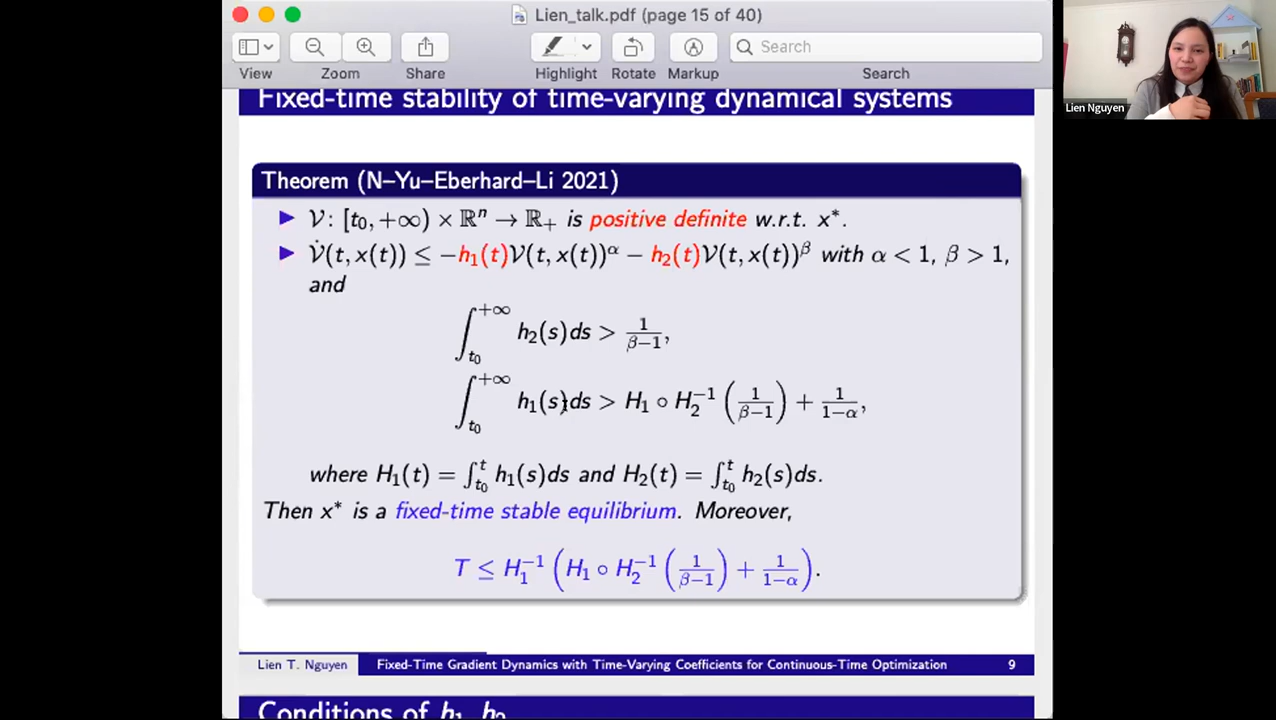 Lien_talk.pdf (page 15 of 40)
Search
View Zoom Share Highlight Rotate Markup Search
Lien Nguyen
Fixed-time stability of time-varying dynamical systems
Theorem (N–Yu–Eberhard–Li 2021)
▶ 𝒱: [t₀, +∞) × ℝⁿ → ℝ₊ is positive definite w.r.t. x*.
▶ 𝒱̇(t, x(t)) ≤ −h₁(t)𝒱(t, x(t))^α − h₂(t)𝒱(t, x(t))^β with α < 1, β > 1,
and
∫_{t₀}^{+∞} h₂(s)ds > 1/(β−1),
∫_{t₀}^{+∞} h₁(s)ds > H₁ ∘ H₂⁻¹ (1/(β−1)) + 1/(1−α),
where H₁(t) = ∫_{t₀}^{t} h₁(s)ds and H₂(t) = ∫_{t₀}^{t} h₂(s)ds.
Then x* is a fixed-time stable equilibrium. Moreover,
T ≤ H₁⁻¹ (H₁ ∘ H₂⁻¹ (1/(β−1)) + 1/(1−α)).
Lien T. Nguyen Fixed-Time Gradient Dynamics with Time-Varying Coefficients for Continuous-Time Optimization 9
Conditions of h₁, h₂